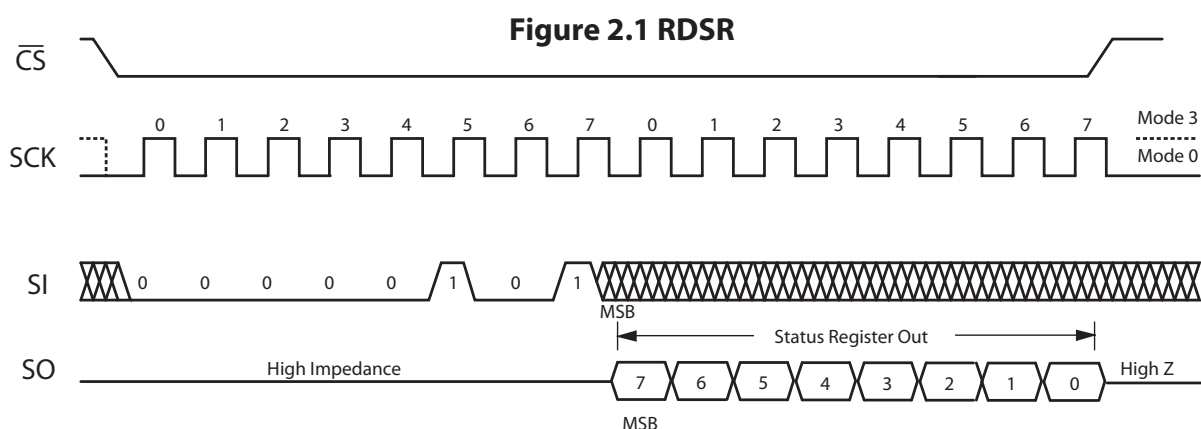 Figure 2.1 RDSR
CS
0 1 2 3 4 5 6 7 0 1 2 3 4 5 6 7
Mode 3
SCK
Mode 0
SI
0 0 0 0 0 1 0 1
MSB
Status Register Out
SO
High Impedance
7 6 5 4 3 2 1 0
High Z
MSB